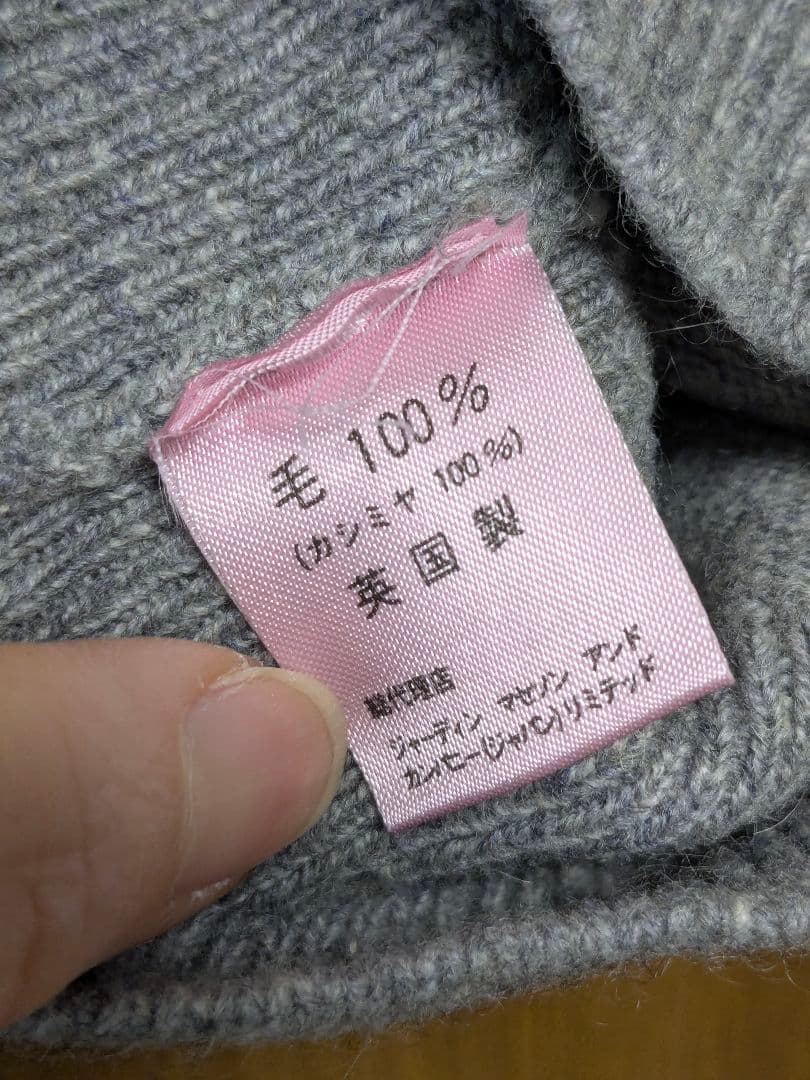 毛 100%
(カシミヤ 100%)
英国製
総代理店
ジャーディン マセソン アンド
カンパニー(ジャパン)リミテッド